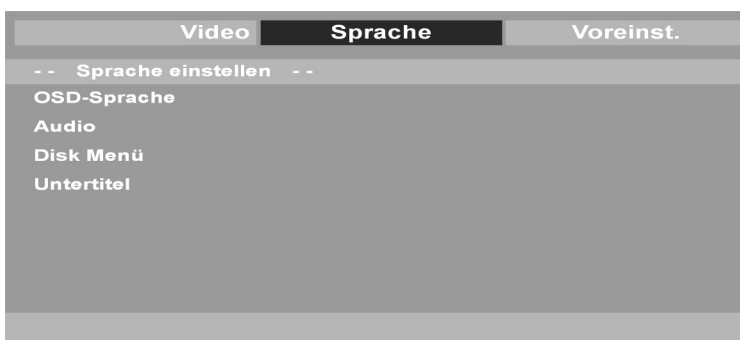 Video Sprache Voreinst.
-- Sprache einstellen --
OSD-Sprache
Audio
Disk Menü
Untertitel